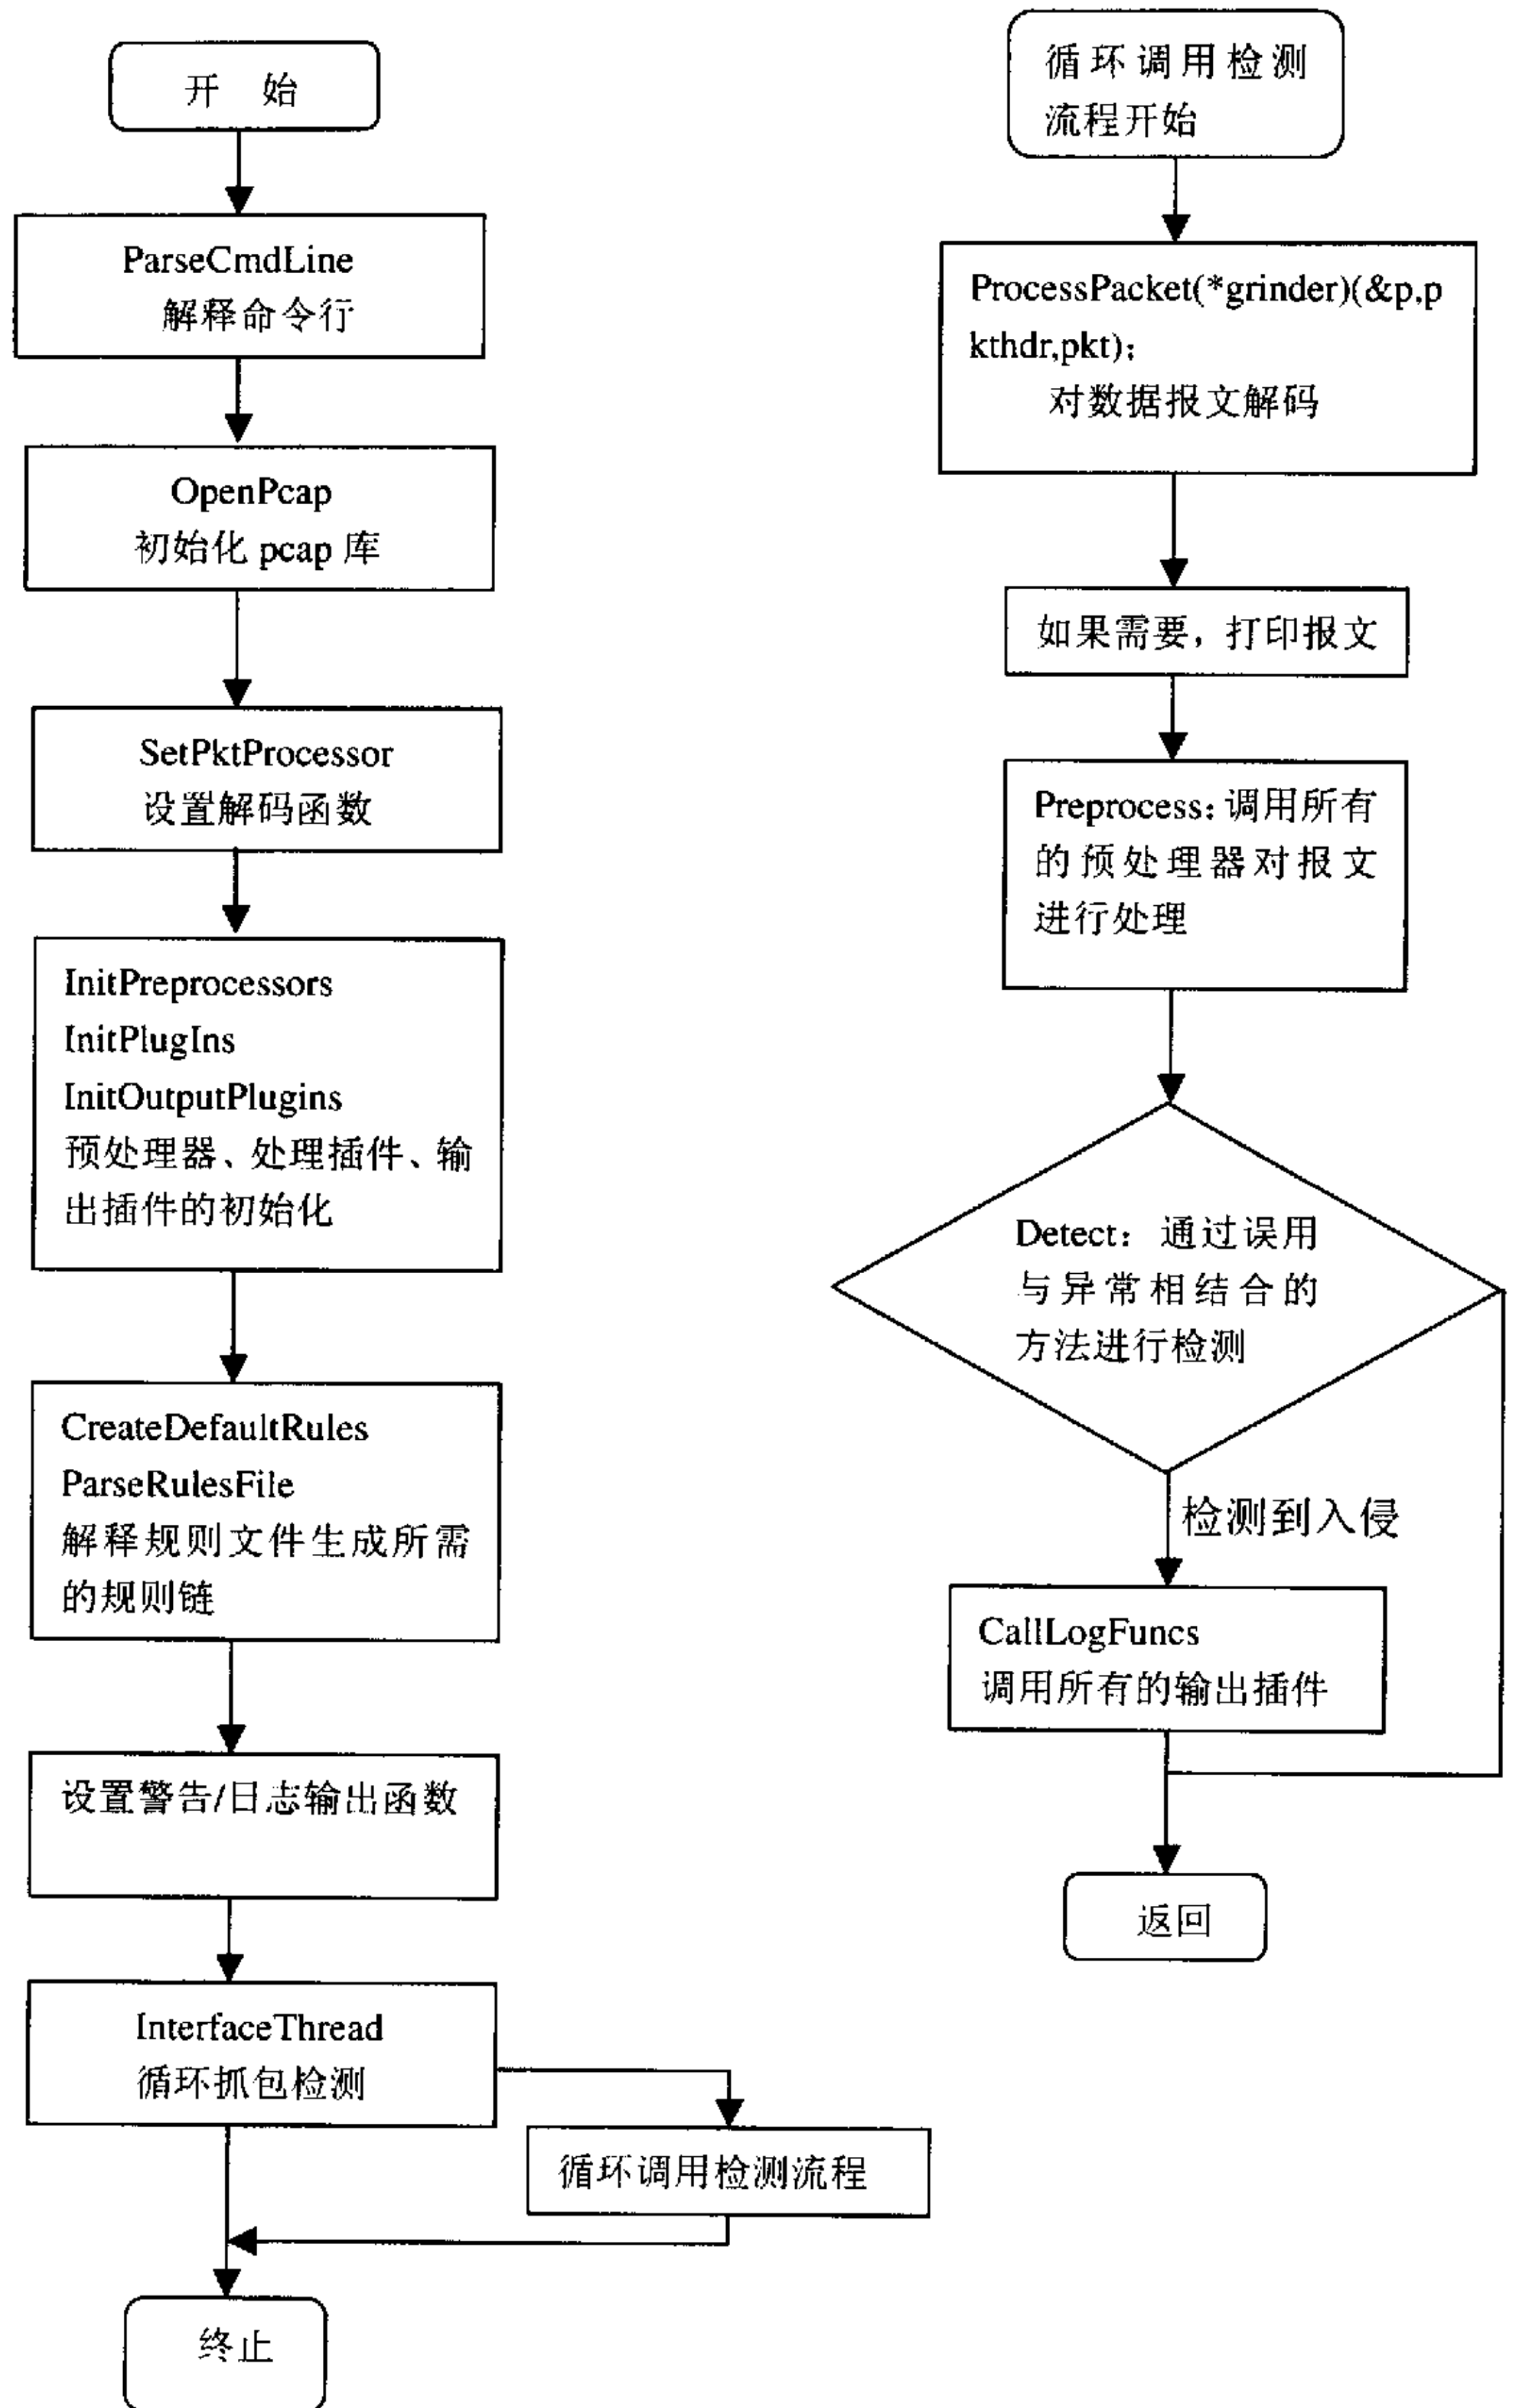 开 始
ParseCmdLine
解释命令行
OpenPcap
初始化 pcap 库
SetPktProcessor
设置解码函数
InitPreprocessors
InitPlugIns
InitOutputPlugins
预处理器、处理插件、输
出插件的初始化
CreateDefaultRules
ParseRulesFile
解释规则文件生成所需
的规则链
设置警告/日志输出函数
InterfaceThread
循环抓包检测
循环调用检测流程
终止
循环调用检测
流程开始
ProcessPacket(*grinder)(&p,p
kthdr,pkt);
对数据报文解码
如果需要，打印报文
Preprocess：调用所有
的预处理器对报文
进行处理
Detect：通过误用
与异常相结合的
方法进行检测
检测到入侵
CallLogFuncs
调用所有的输出插件
返回